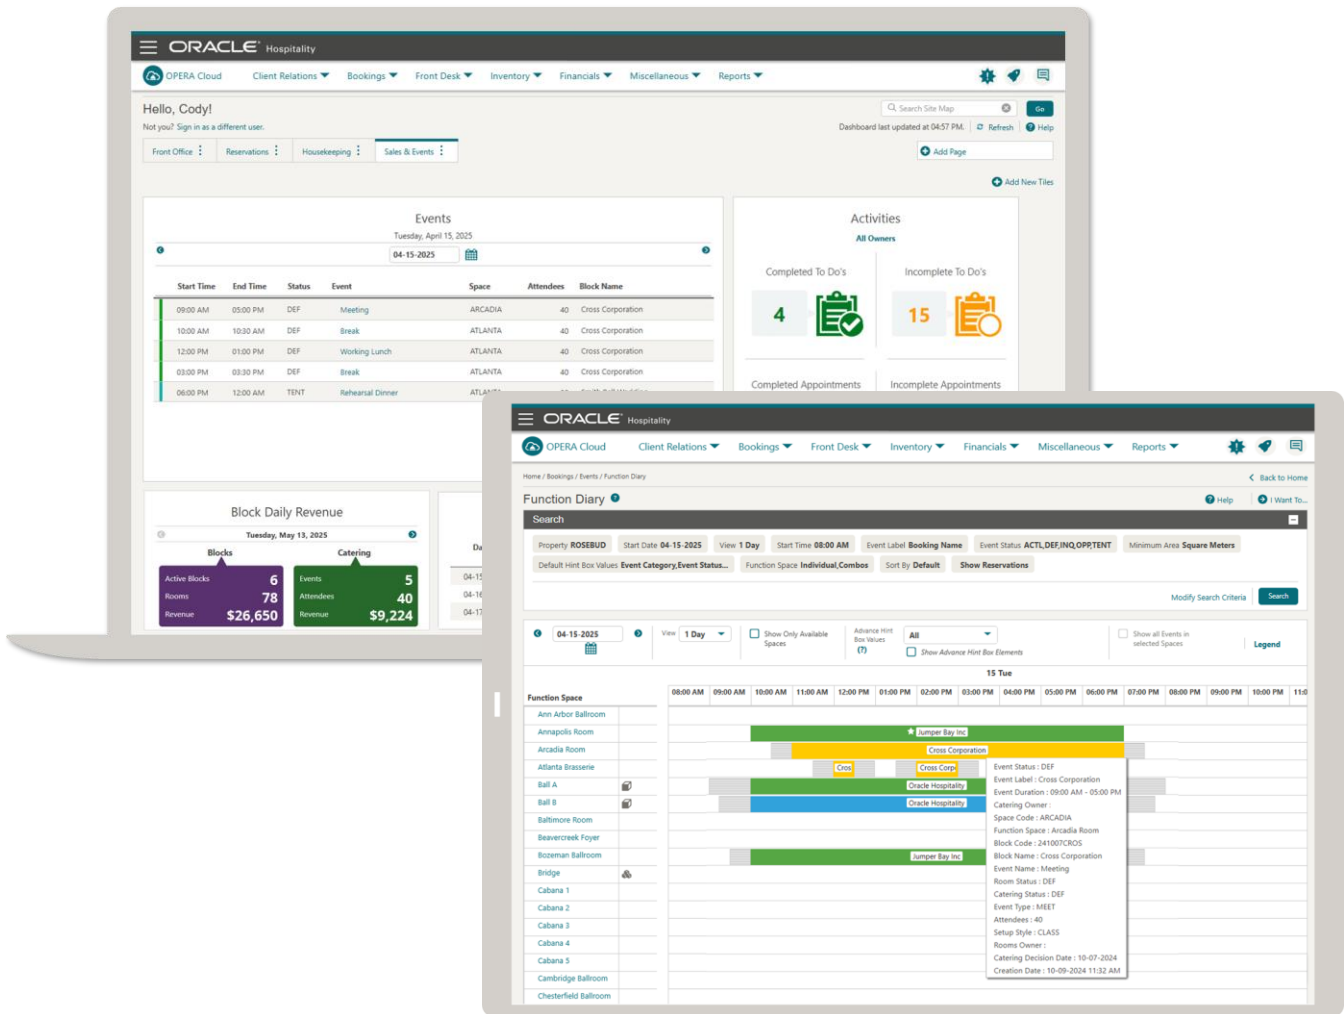 ORACLE Hospitality
OPERA Cloud Client Relations Bookings Front Desk Inventory Financials Miscellaneous Reports
Hello, Cody!
Search Site Map Go
Not you? Sign in as a different user.
Dashboard last updated at 04:57 PM. Refresh Help
Front Office Reservations Housekeeping Sales & Events
Add Page
Add New Tiles
Events
Tuesday, April 15, 2025
04-15-2025
Start Time End Time Status Event Space Attendees Block Name
09:00 AM 05:00 PM DEF Meeting ARCADIA 40 Cross Corporation
10:00 AM 10:30 AM DEF Break ATLANTA 40 Cross Corporation
12:00 PM 01:00 PM DEF Working Lunch ATLANTA 40 Cross Corporation
03:00 PM 03:30 PM DEF Break ATLANTA 40 Cross Corporation
06:00 PM 12:00 AM TENT Rehearsal Dinner
Activities
All Owners
Completed To Do's Incomplete To Do's
4 15
Completed Appointments Incomplete Appointments
Block Daily Revenue
Tuesday, May 13, 2025
Blocks Catering
Active Blocks 6 Events 5
Rooms 78 Attendees 40
Revenue $26,650 Revenue $9,224
ORACLE Hospitality
OPERA Cloud Client Relations Bookings Front Desk Inventory Financials Miscellaneous Reports
Home / Bookings / Events / Function Diary
Back to Home
Function Diary
Help I Want To...
Search
Property ROSEBUD Start Date 04-15-2025 View 1 Day Start Time 08:00 AM Event Label Booking Name Event Status ACTL,DEF,INQ,OPP,TENT Minimum Area Square Meters
Default Hint Box Values Event Category,Event Status... Function Space Individual,Combos Sort By Default Show Reservations
Modify Search Criteria Search
04-15-2025 View 1 Day
Show Only Available
Spaces
Advance Hint
Box Values
(?)
All
Show Advance Hint Box Elements
Show all Events in
selected Spaces
Legend
15 Tue
Function Space
08:00 AM 09:00 AM 10:00 AM 11:00 AM 12:00 PM 01:00 PM 02:00 PM 03:00 PM 04:00 PM 05:00 PM 06:00 PM 07:00 PM 08:00 PM 09:00 PM 10:00 PM 11:0
Ann Arbor Ballroom
Annapolis Room Jumper Bay Inc
Arcadia Room Cross Corporation
Atlanta Brasserie Cros Cross Corp
Ball A Oracle Hospitality
Ball B Oracle Hospitality
Baltimore Room
Beavercreek Foyer
Bozeman Ballroom Jumper Bay Inc
Bridge
Cabana 1
Cabana 2
Cabana 3
Cabana 4
Cabana 5
Cambridge Ballroom
Chesterfield Ballroom
Event Status : DEF
Event Label : Cross Corporation
Event Duration : 09:00 AM - 05:00 PM
Catering Owner :
Space Code : ARCADIA
Function Space : Arcadia Room
Block Code : 241007CROS
Block Name : Cross Corporation
Event Name : Meeting
Room Status : DEF
Catering Status : DEF
Event Type : MEET
Attendees : 40
Setup Style : CLASS
Rooms Owner :
Catering Decision Date : 10-07-2024
Creation Date : 10-09-2024 11:32 AM